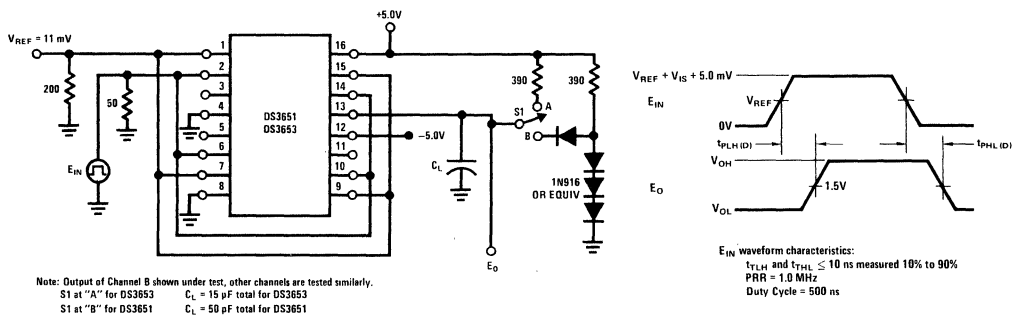 +5.0V
V_REF = 11 mV
1
2
3
4
5
6
7
8
16
15
14
13
12
11
10
9
DS3651
DS3653
200
50
E_IN
390
390
S1
A
B
−5.0V
C_L
1N916
OR EQUIV
E_O
V_REF + V_IS + 5.0 mV
E_IN
V_REF
0V
t_PLH(D)
t_PHL(D)
V_OH
E_O
1.5V
V_OL
E_IN waveform characteristics:
t_TLH and t_THL ≤ 10 ns measured 10% to 90%
PRR = 1.0 MHz
Duty Cycle = 500 ns
Note: Output of Channel B shown under test, other channels are tested similarly.
S1 at "A" for DS3653 C_L = 15 pF total for DS3653
S1 at "B" for DS3651 C_L = 50 pF total for DS3651